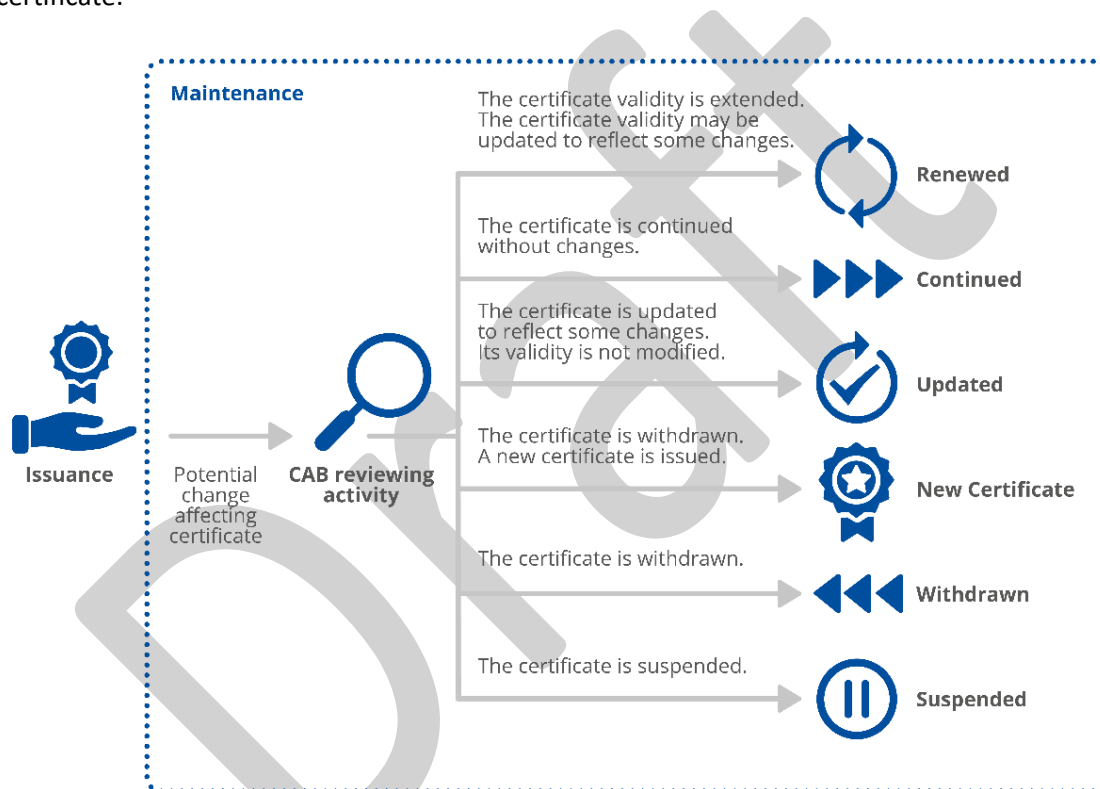 certificate.
Maintenance
The certificate validity is extended.
The certificate validity may be
updated to reflect some changes.
Renewed
The certificate is continued
without changes.
Continued
The certificate is updated
to reflect some changes.
Its validity is not modified.
Updated
The certificate is withdrawn.
A new certificate is issued.
New Certificate
Issuance
Potential
change
affecting
certificate
CAB reviewing
activity
The certificate is withdrawn.
Withdrawn
The certificate is suspended.
Suspended
Draft